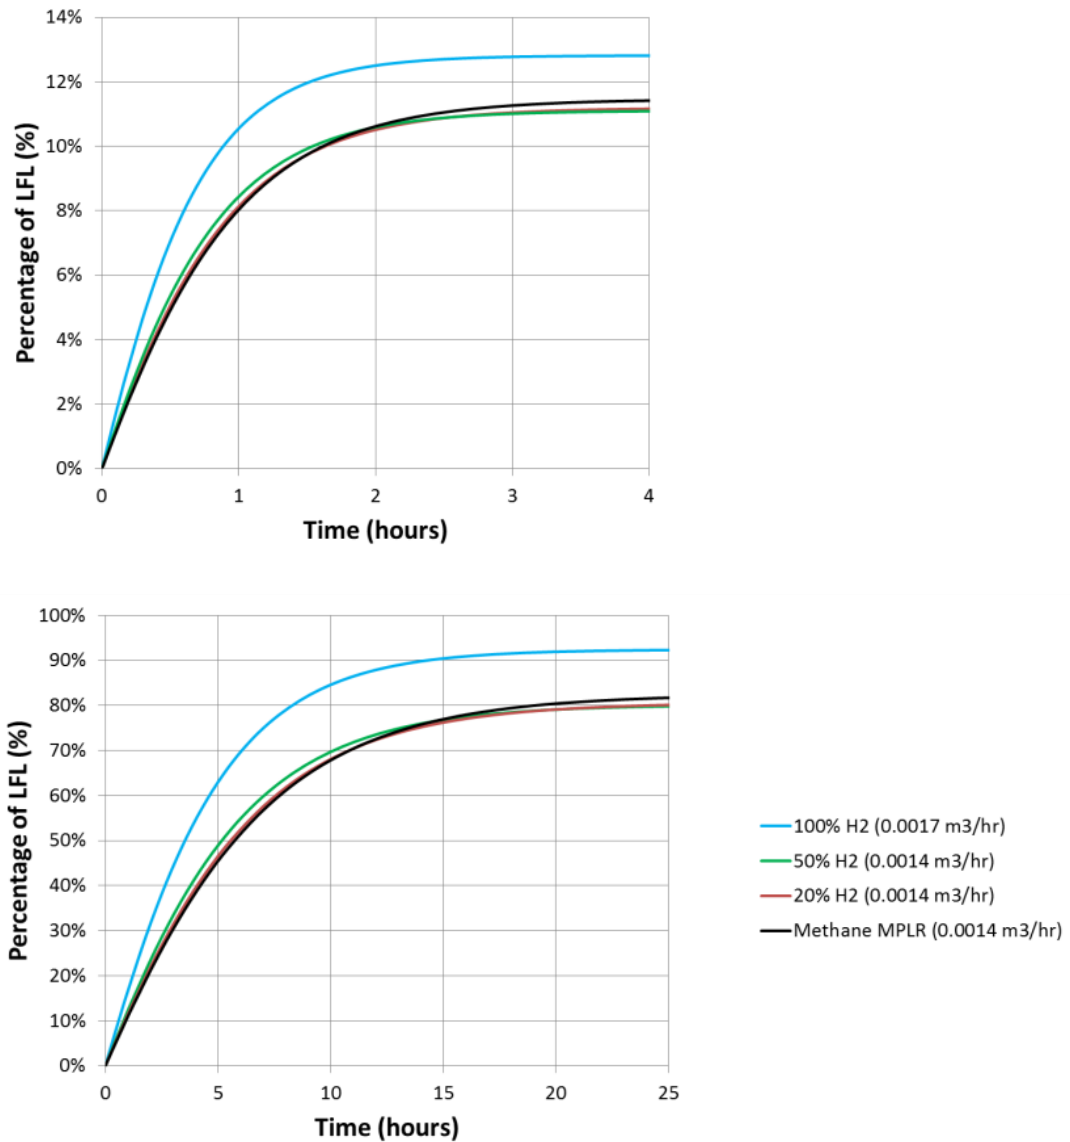 14%
12%
10%
8%
6%
4%
2%
0%
Percentage of LFL (%)
0 1 2 3 4
Time (hours)
100%
90%
80%
70%
60%
50%
40%
30%
20%
10%
0%
Percentage of LFL (%)
0 5 10 15 20 25
Time (hours)
100% H2 (0.0017 m3/hr)
50% H2 (0.0014 m3/hr)
20% H2 (0.0014 m3/hr)
Methane MPLR (0.0014 m3/hr)